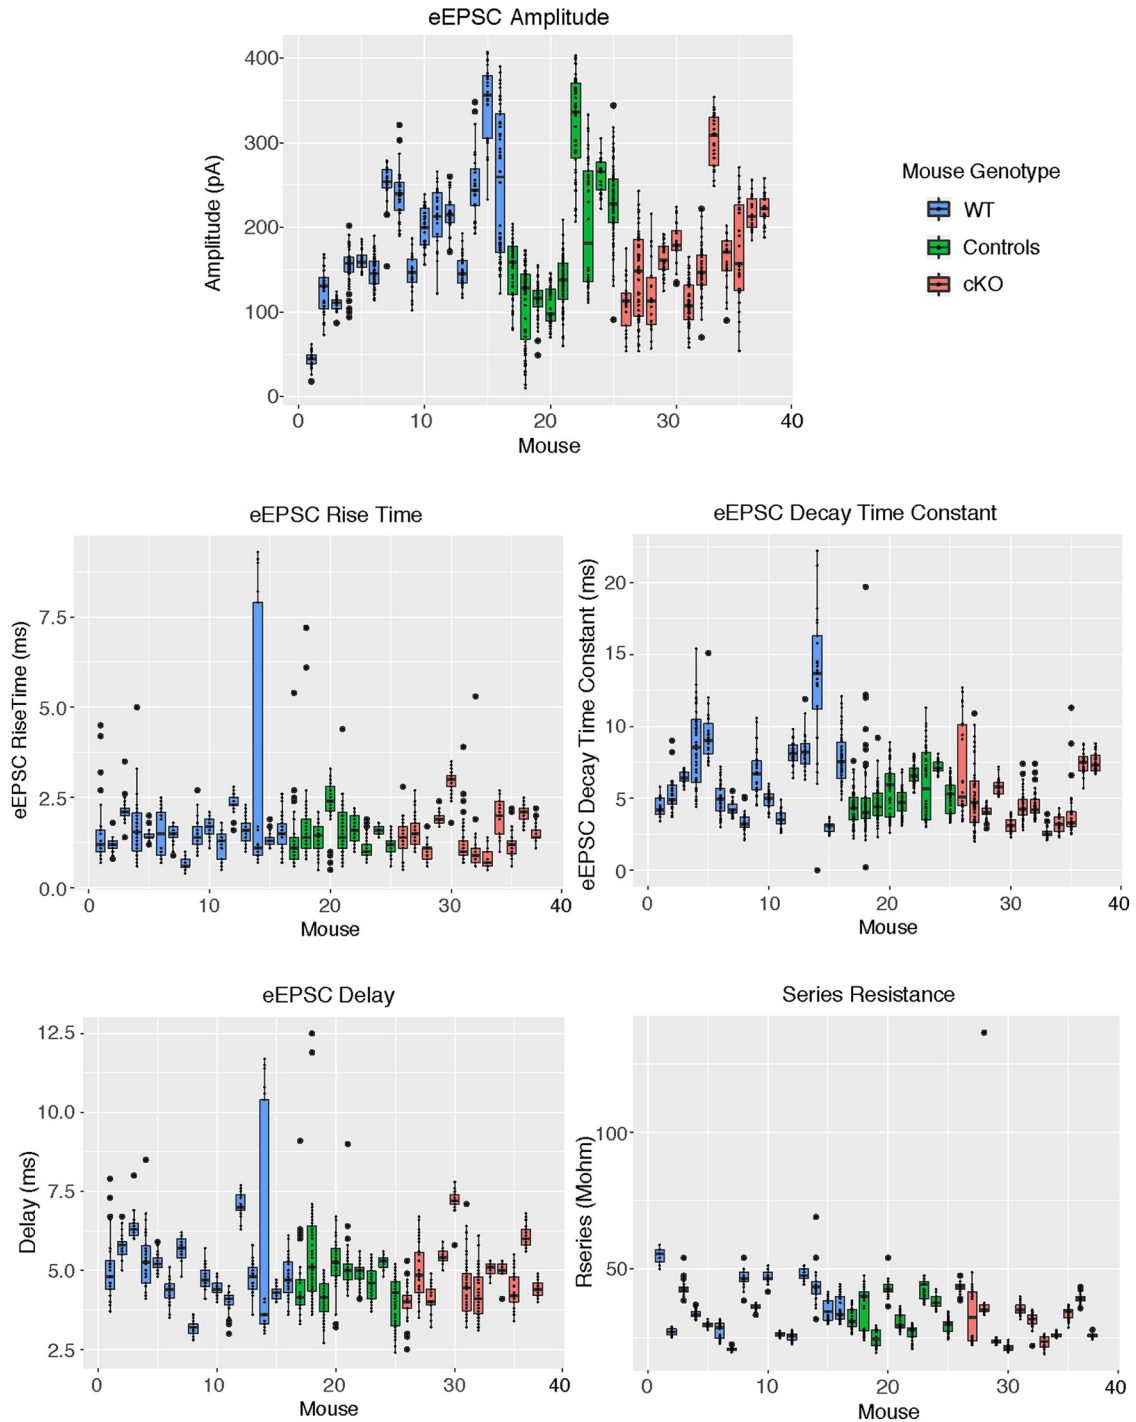 eEPSC Amplitude
400
300
200
100
0
Amplitude (pA)
0 10 20 30 40
Mouse
Mouse Genotype
WT
Controls
cKO
eEPSC Rise Time
7.5
5.0
2.5
0.0
eEPSC RiseTime (ms)
0 10 20 30 40
Mouse
eEPSC Decay Time Constant
20
15
10
5
0
eEPSC Decay Time Constant (ms)
0 10 20 30 40
Mouse
eEPSC Delay
12.5
10.0
7.5
5.0
2.5
Delay (ms)
0 10 20 30 40
Mouse
Series Resistance
100
50
Rseries (Mohm)
0 10 20 30 40
Mouse